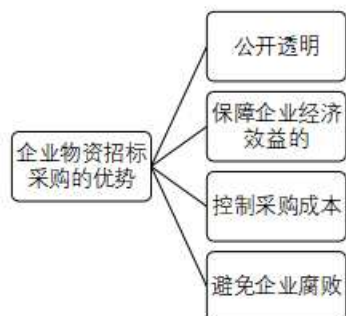 公开透明
保障企业经济
效益的
企业物资招标
采购的优势
控制采购成本
避免企业腐败